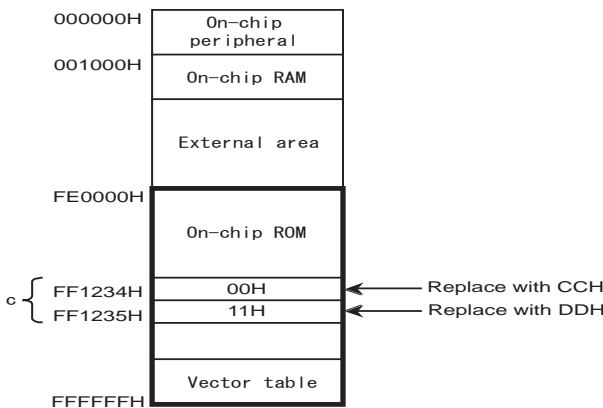 000000H
On-chip
peripheral
001000H
On-chip RAM
External area
FE0000H
On-chip ROM
c
FF1234H
00H
Replace with CCH
FF1235H
11H
Replace with DDH
Vector table
FFFFFFH